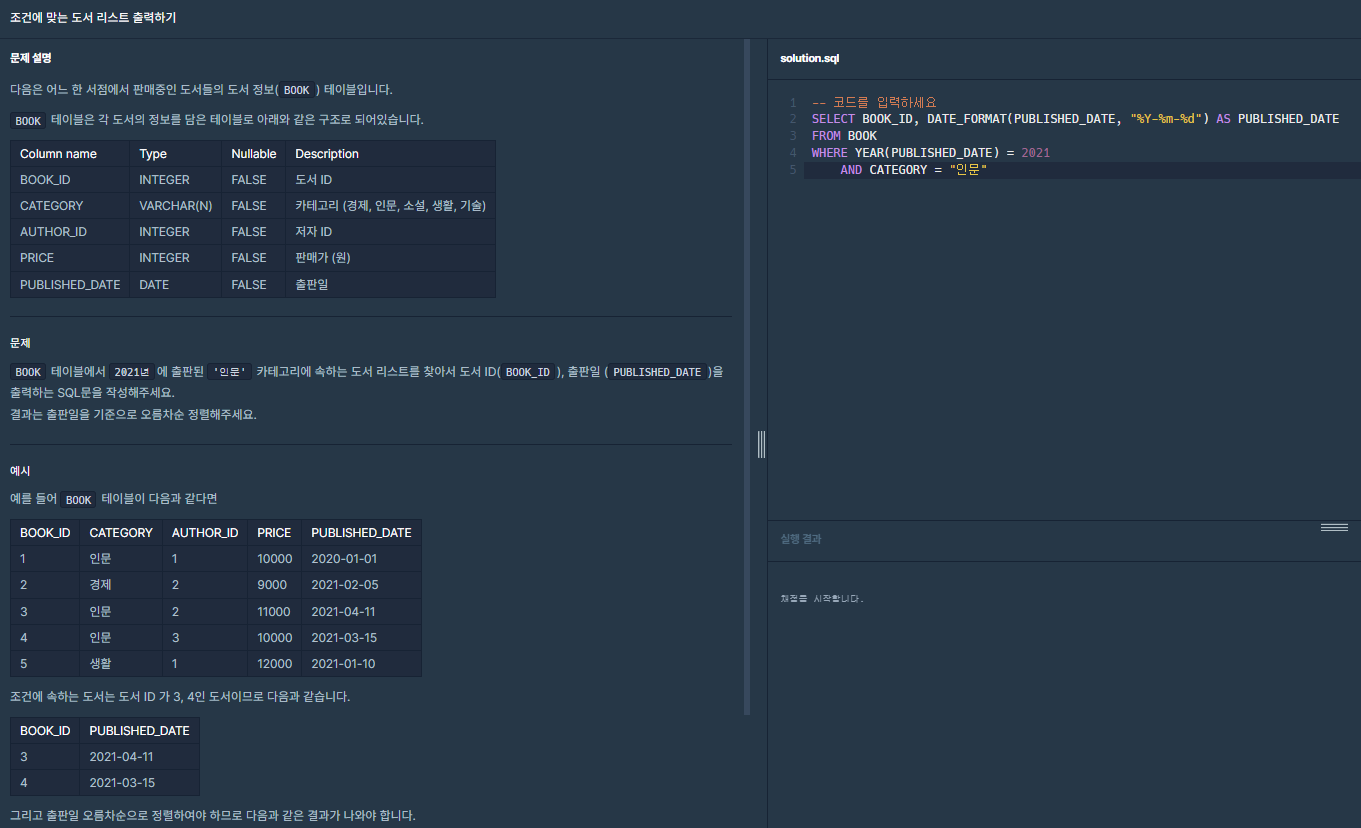 조건에 맞는 도서 리스트 출력하기
문제 설명
다음은 어느 한 서점에서 판매중인 도서들의 도서 정보( BOOK ) 테이블입니다.
BOOK 테이블은 각 도서의 정보를 담은 테이블로 아래와 같은 구조로 되어있습니다.
Column name Type Nullable Description
BOOK_ID INTEGER FALSE 도서 ID
CATEGORY VARCHAR(N) FALSE 카테고리 (경제, 인문, 소설, 생활, 기술)
AUTHOR_ID INTEGER FALSE 저자 ID
PRICE INTEGER FALSE 판매가 (원)
PUBLISHED_DATE DATE FALSE 출판일
문제
BOOK 테이블에서 2021년 에 출판된 '인문' 카테고리에 속하는 도서 리스트를 찾아서 도서 ID( BOOK_ID ), 출판일 ( PUBLISHED_DATE )을
출력하는 SQL문을 작성해주세요.
결과는 출판일을 기준으로 오름차순 정렬해주세요.
예시
예를 들어 BOOK 테이블이 다음과 같다면
BOOK_ID CATEGORY AUTHOR_ID PRICE PUBLISHED_DATE
1 인문 1 10000 2020-01-01
2 경제 2 9000 2021-02-05
3 인문 2 11000 2021-04-11
4 인문 3 10000 2021-03-15
5 생활 1 12000 2021-01-10
조건에 속하는 도서는 도서 ID 가 3, 4인 도서이므로 다음과 같습니다.
BOOK_ID PUBLISHED_DATE
3 2021-04-11
4 2021-03-15
그리고 출판일 오름차순으로 정렬하여야 하므로 다음과 같은 결과가 나와야 합니다.
solution.sql
1 -- 코드를 입력하세요
2 SELECT BOOK_ID, DATE_FORMAT(PUBLISHED_DATE, "%Y-%m-%d") AS PUBLISHED_DATE
3 FROM BOOK
4 WHERE YEAR(PUBLISHED_DATE) = 2021
5 AND CATEGORY = "인문"
실행 결과
채점을 시작합니다.